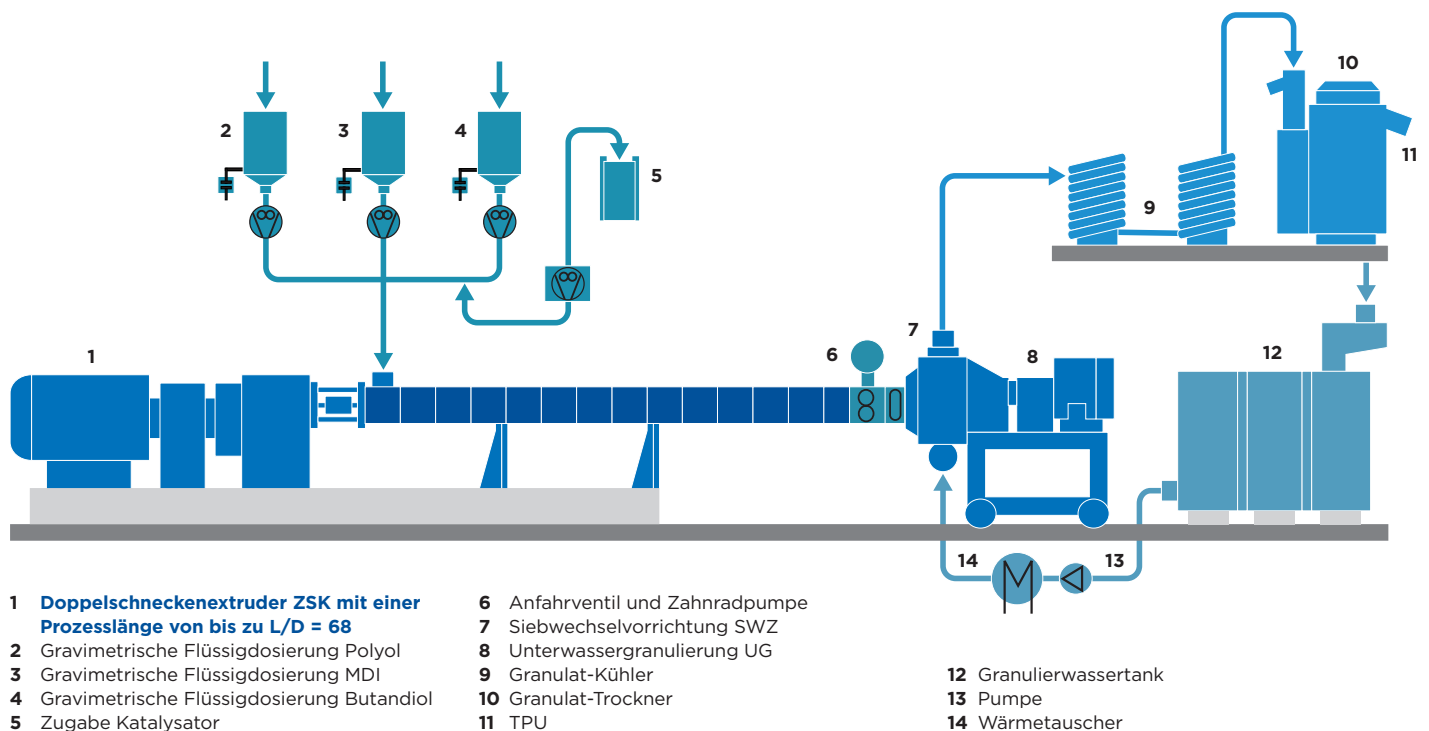 10
2
3
4
11
5
9
7
6
1
8
12
14
13
1 Doppelschneckenextruder ZSK mit einer
Prozesslänge von bis zu L/D = 68
2 Gravimetrische Flüssigdosierung Polyol
3 Gravimetrische Flüssigdosierung MDI
4 Gravimetrische Flüssigdosierung Butandiol
5 Zugabe Katalysator
6 Anfahrventil und Zahnradpumpe
7 Siebwechselvorrichtung SWZ
8 Unterwassergranulierung UG
9 Granulat-Kühler
10 Granulat-Trockner
11 TPU
12 Granulierwassertank
13 Pumpe
14 Wärmetauscher